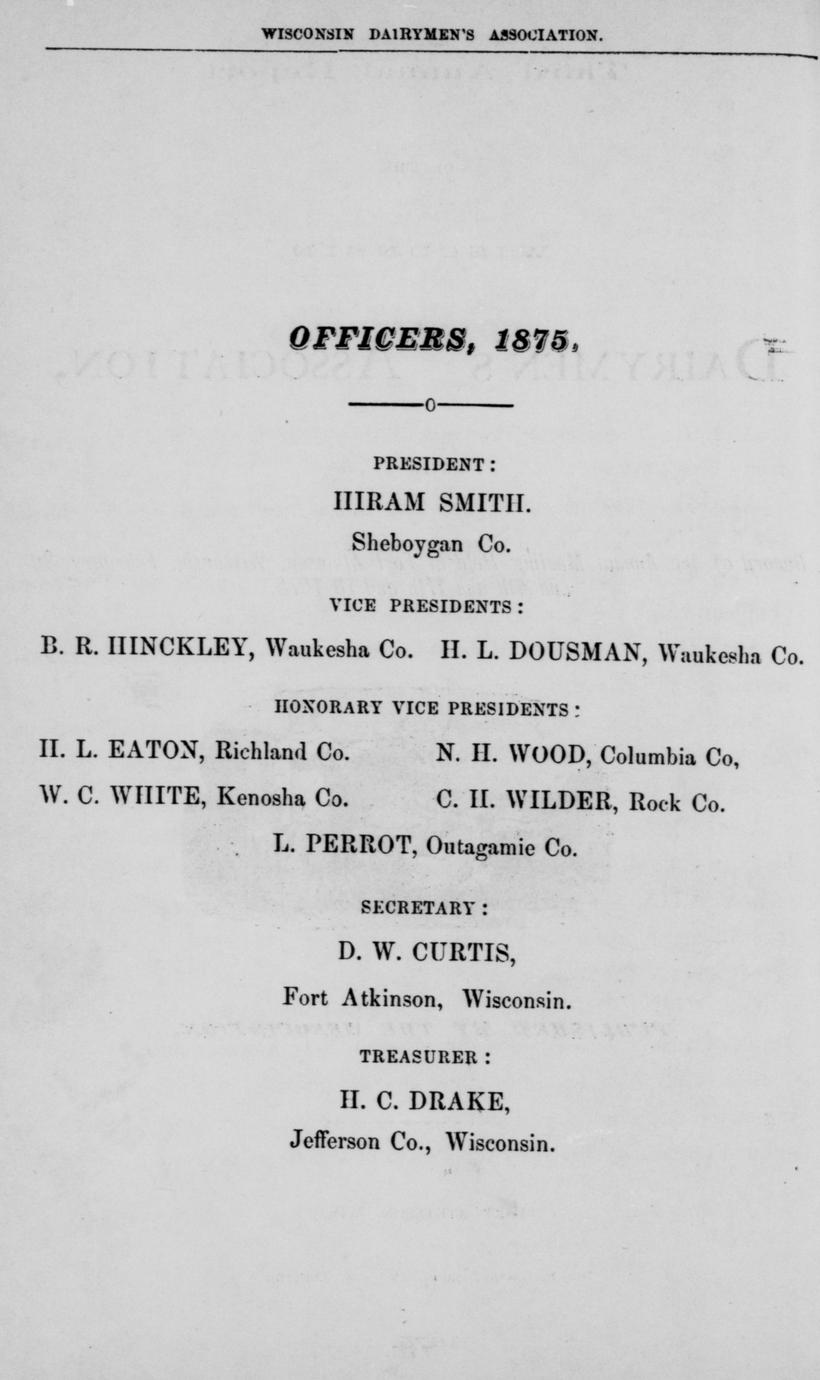 WISCONSIN DAIRYMEN'S ASSOCIATION.
OFFICERS, 1875.
PRESIDENT:
HIRAM SMITH.
Sheboygan Co.
VICE PRESIDENTS:
B. R. HINCKLEY, Waukesha Co. H. L. DOUSMAN, Waukesha Co.
HONORARY VICE PRESIDENTS:
H. L. EATON, Richland Co. N. H. WOOD, Columbia Co,
W. C. WHITE, Kenosha Co. C. H. WILDER, Rock Co.
L. PERROT, Outagamie Co.
SECRETARY:
D. W. CURTIS,
Fort Atkinson, Wisconsin.
TREASURER:
H. C. DRAKE,
Jefferson Co., Wisconsin.